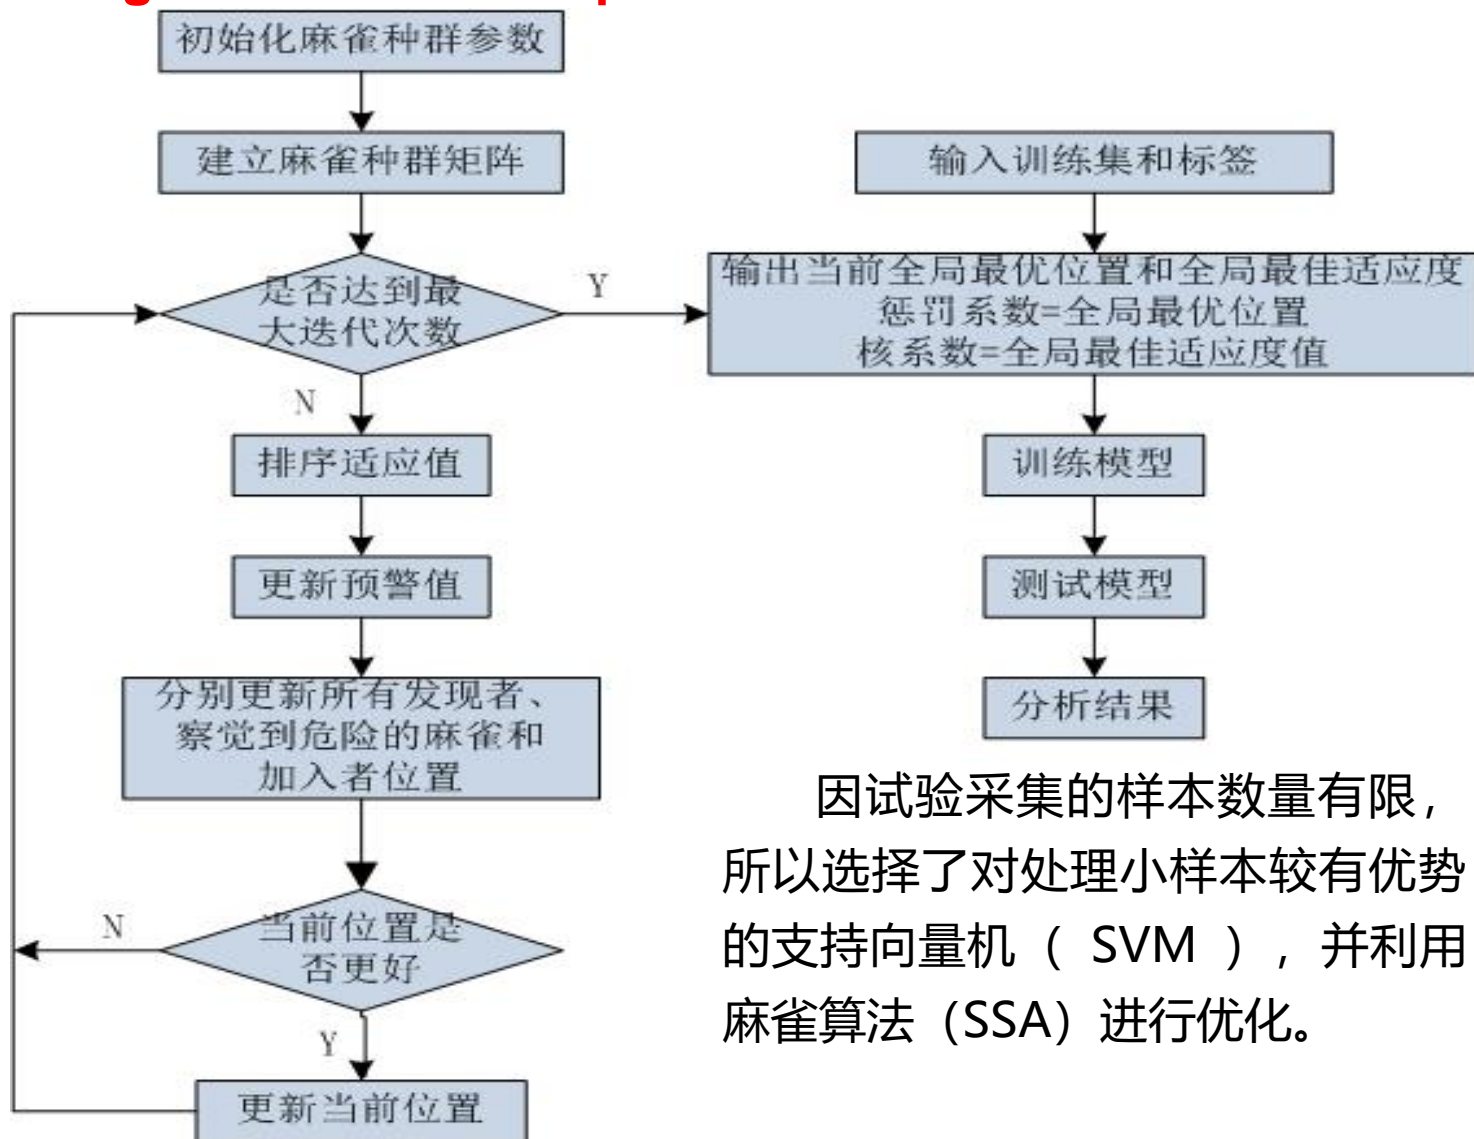 初始化麻雀种群参数
建立麻雀种群矩阵
是否达到最
大迭代次数
Y
N
排序适应值
更新预警值
分别更新所有发现者、
察觉到危险的麻雀和
加入者位置
当前位置是
否更好
N
Y
更新当前位置
输入训练集和标签
输出当前全局最优位置和全局最佳适应度
惩罚系数=全局最优位置
核系数=全局最佳适应度值
训练模型
测试模型
分析结果
因试验采集的样本数量有限，
所以选择了对处理小样本较有优势
的支持向量机（ SVM ），并利用
麻雀算法（SSA）进行优化。